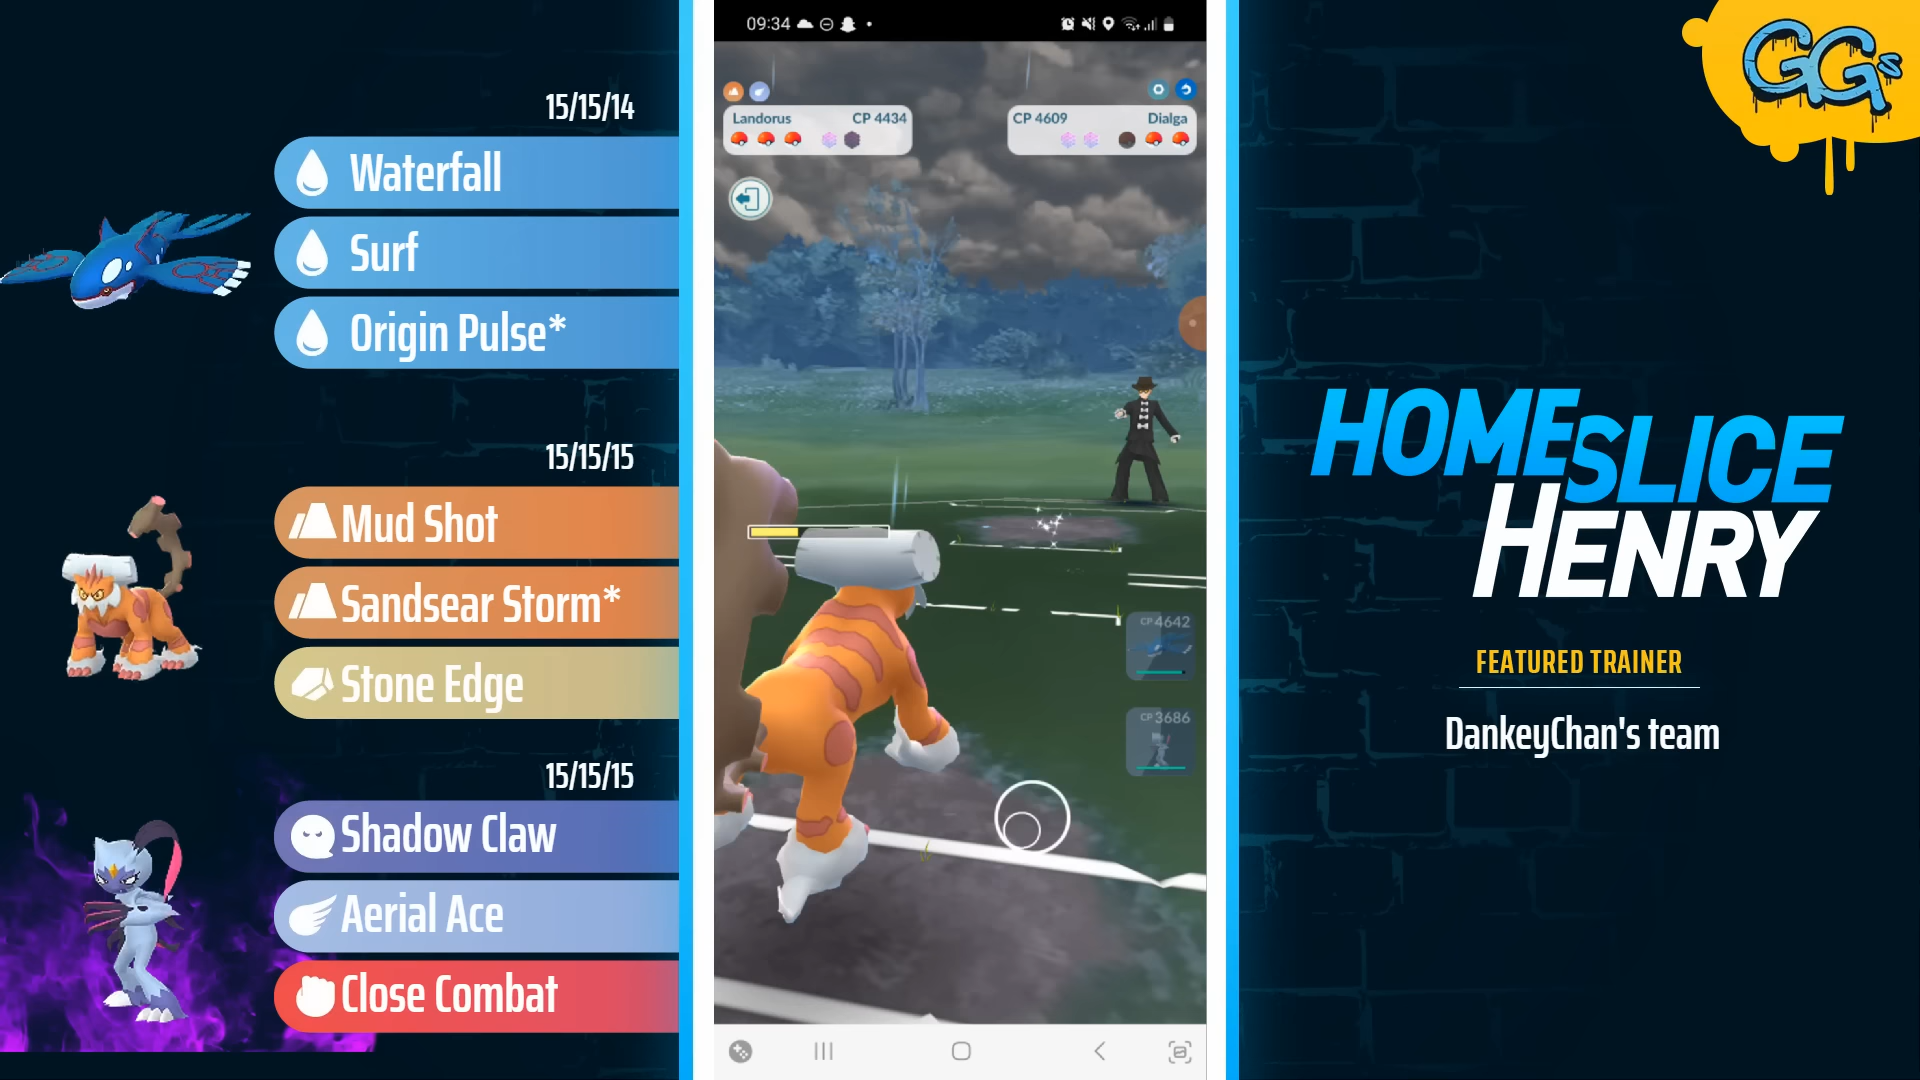 15/15/14
Waterfall
Surf
Origin Pulse*
15/15/15
Mud Shot
Sandsear Storm*
Stone Edge
15/15/15
Shadow Claw
Aerial Ace
Close Combat
09:34
Landorus CP 4434
CP 4609 Dialga
CP 4642
CP 3686
GGs
HOMESLICE
HENRY
FEATURED TRAINER
DankeyChan's team